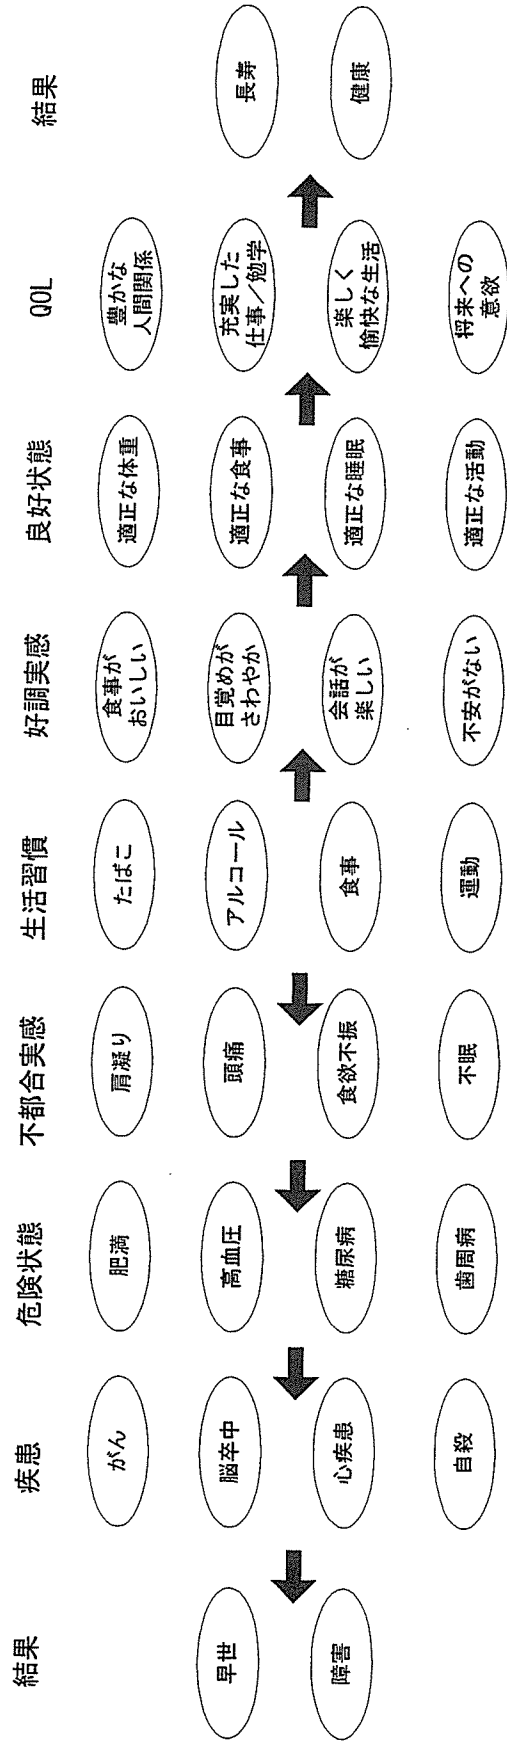 結果
疾患
危険状態
不都合実感
生活習慣
好調実感
良好状態
QOL
結果
早世
障害
がん
脳卒中
心疾患
自殺
肥満
高血圧
糖尿病
歯周病
肩凝り
頭痛
食欲不振
不眠
たばこ
アルコール
食事
運動
食事が
おいしい
目覚めが
さわやか
会話が
楽しい
不安がない
適正な体重
適正な食事
適正な睡眠
適正な活動
豊かな
人間関係
充実した
仕事／勉学
楽しく
愉快な生活
将来への
意欲
長寿
健康